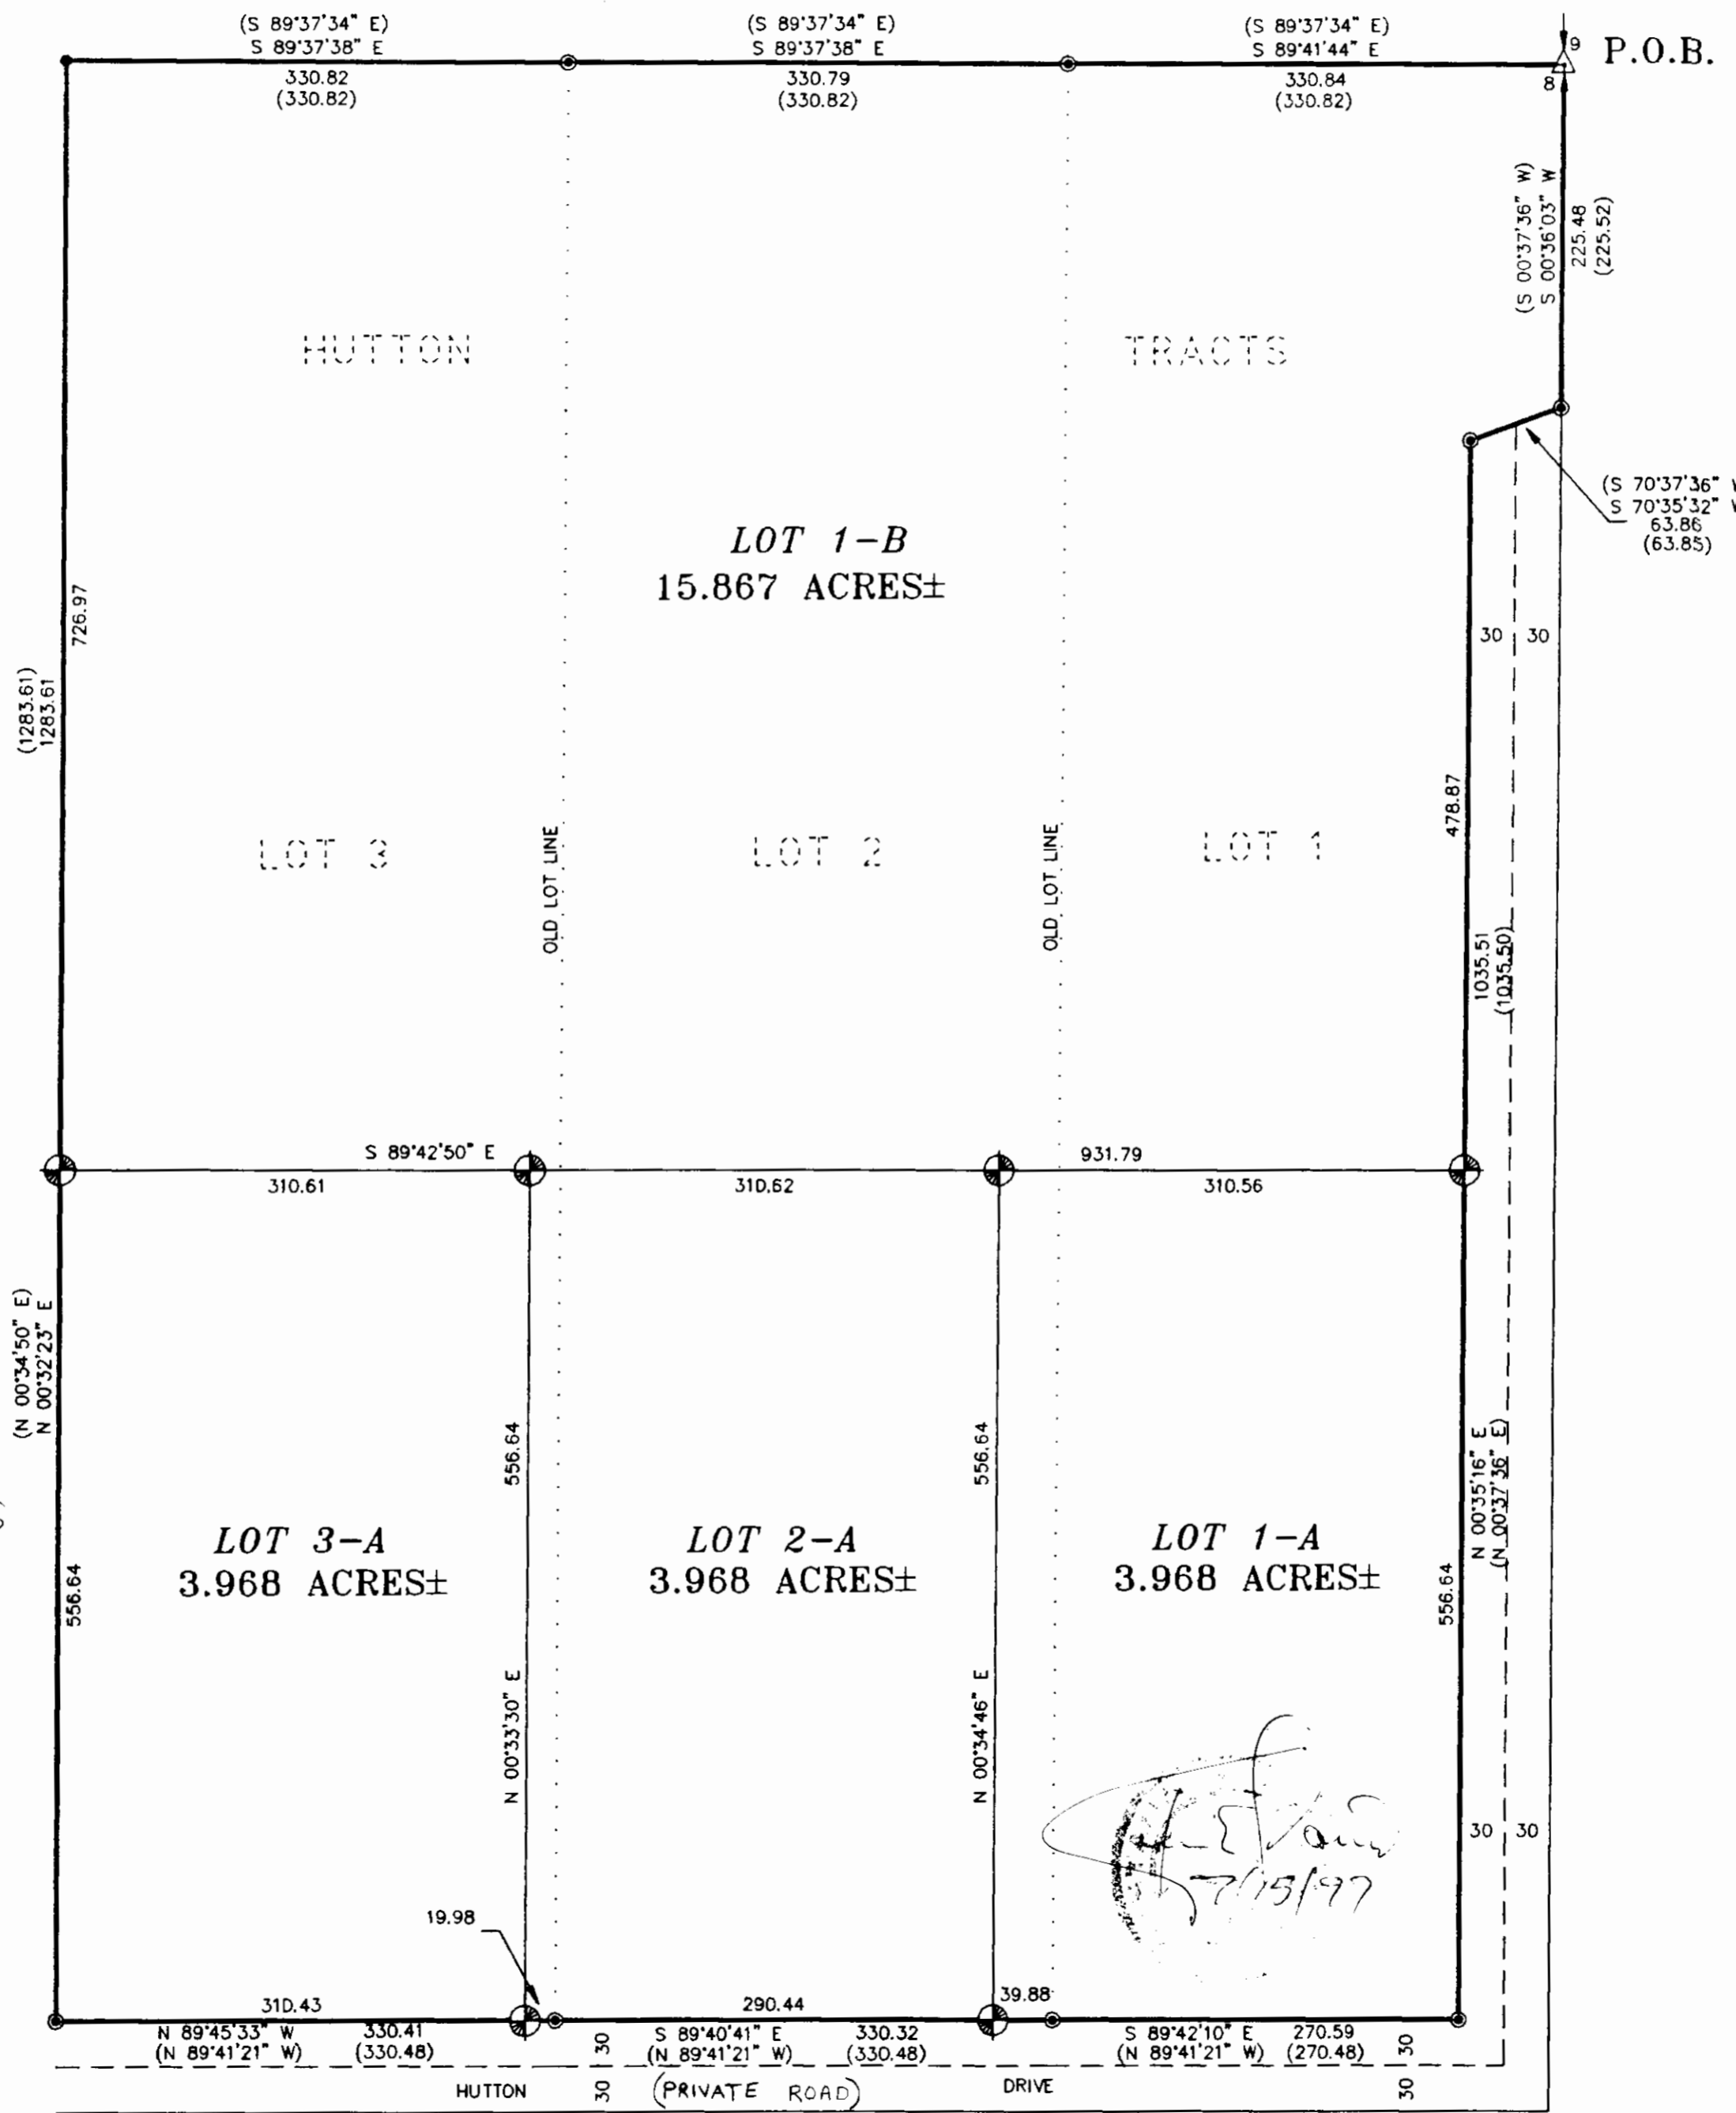 (S 89°37'34" E)
S 89°37'38" E
330.82
(330.82)
(S 89°37'34" E)
S 89°37'38" E
330.79
(330.82)
(S 89°37'34" E)
S 89°41'44" E
330.84
(330.82)
9
8
P.O.B.
(S 00°37'36" W)
S 00°36'03" W
225.48
(225.52)
HUTTON TRACTS
(S 70°37'36" W
S 70°35'32" W
63.86
(63.85)
LOT 1-B
15.867 ACRES±
726.97
(1283.61)
1283.61
30 30
478.87
1035.51
(1035.50)
LOT 3
OLD LOT LINE
LOT 2
OLD LOT LINE
LOT 1
S 89°42'50" E
931.79
310.61
310.62
310.56
(N 00°34'50" E)
N 00°32'23" E
556.64
556.64
556.64
556.64
N 00°35'16" E
(N 00°37'36" E)
LOT 3-A
3.968 ACRES±
LOT 2-A
3.968 ACRES±
LOT 1-A
3.968 ACRES±
N 00°33'30" E
N 00°34'46" E
7/15/97
30 30
19.98
310.43
290.44
39.88
N 89°45'33" W 330.41
(N 89°41'21" W) (330.48)
30
S 89°40'41" E 330.32
(N 89°41'21" W) (330.48)
S 89°42'10" E 270.59
(N 89°41'21" W) (270.48)
30
HUTTON 30 (PRIVATE ROAD) DRIVE 30